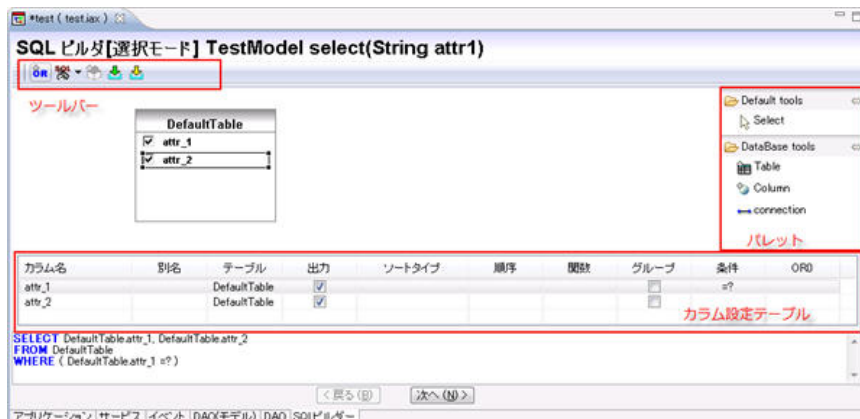 *test ( test.iax )
SQL ビルダ[選択モード] TestModel select(String attr1)
OR
ツールバー
DefaultTable
attr_1
attr_2
Default tools
Select
DataBase tools
Table
Column
connection
パレット
カラム名 別名 テーブル 出力 ソートタイプ 順序 関数 グループ 条件 OR0
attr_1 DefaultTable =?
attr_2 DefaultTable
カラム設定テーブル
SELECT DefaultTable.attr_1, DefaultTable.attr_2
FROM DefaultTable
WHERE ( DefaultTable.attr_1 =? )
< 戻る (B) 次へ (N) >
アプリケーション サービス イベント DAO(モデル) DAO SQLビルダー